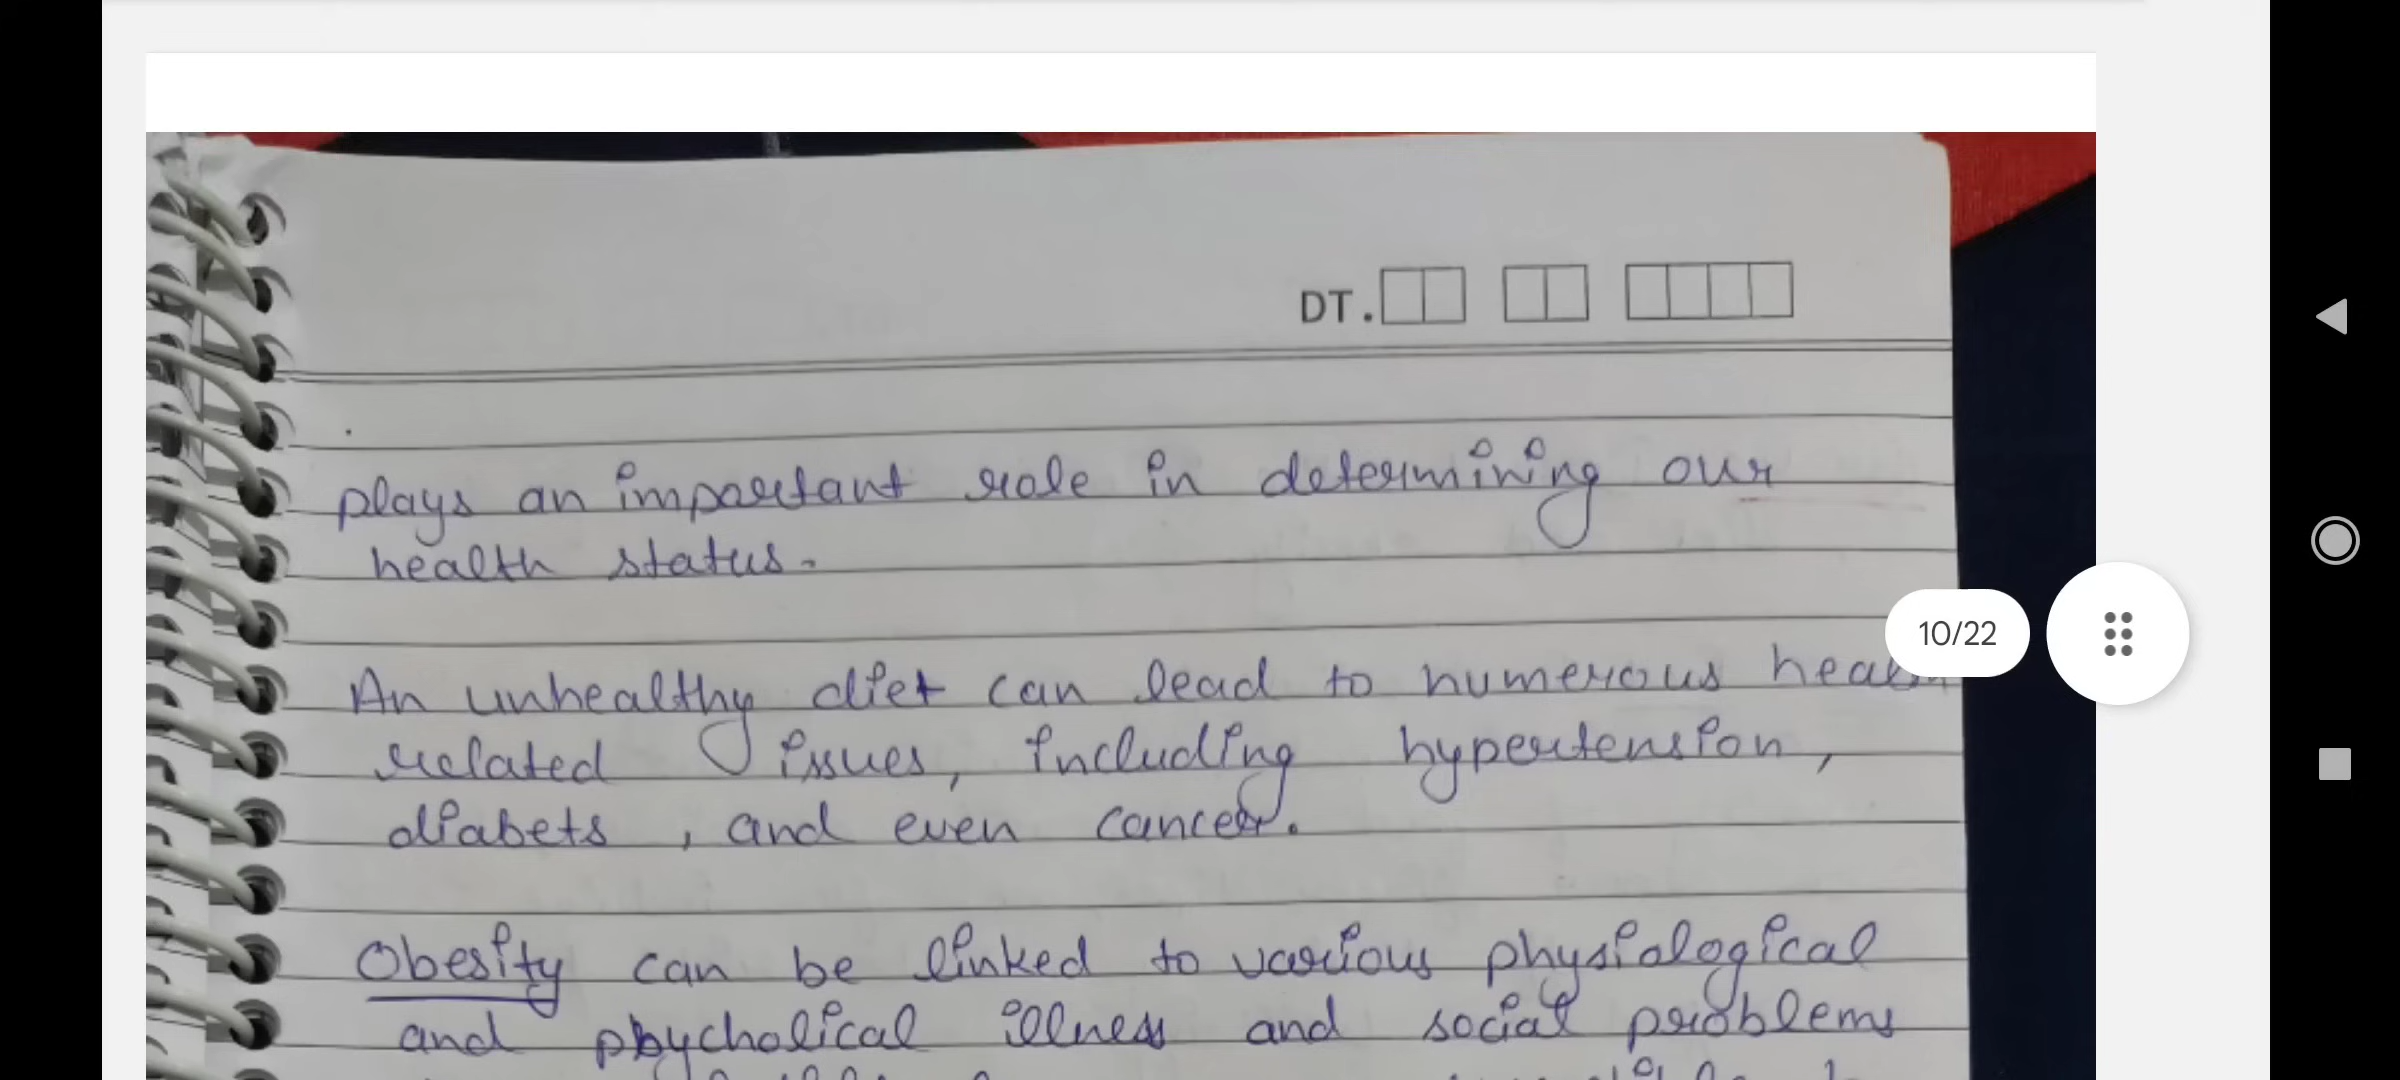 DT.
plays an important role in determining our
health status.
An unhealthy diet can lead to numerous
related issues, including hypertension,
diabets, and even cancer.
10/22
Obesity can be linked to various physiological
and psycholical illness and social problems